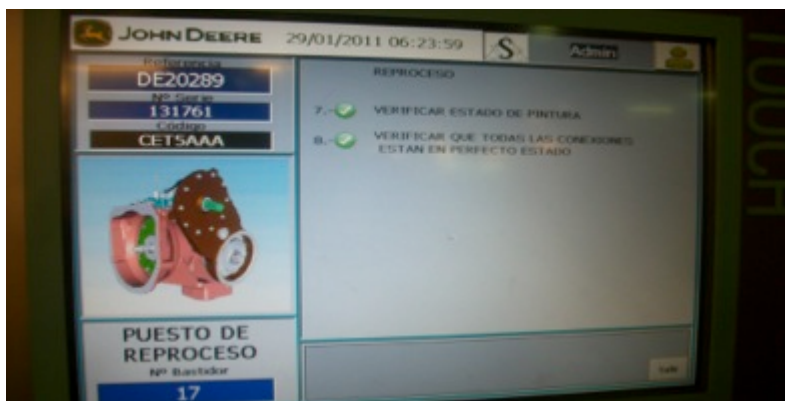 JOHN DEERE 29/01/2011 06:23:59 S Admin
Referencia
DE20289
Nº Serie
131761
Código
CET5AAA
REPROCESO
7.- VERIFICAR ESTADO DE PINTURA
8.- VERIFICAR QUE TODAS LAS CONEXIONES
ESTAN EN PERFECTO ESTADO
PUESTO DE
REPROCESO
Nº Bastidor
17
Salir
TOUCH